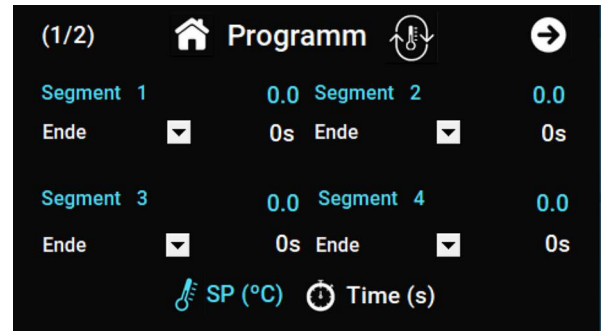 (1/2) Programm
Segment 1 0.0 Segment 2 0.0
Ende 0s Ende 0s
Segment 3 0.0 Segment 4 0.0
Ende 0s Ende 0s
SP (ºC) Time (s)